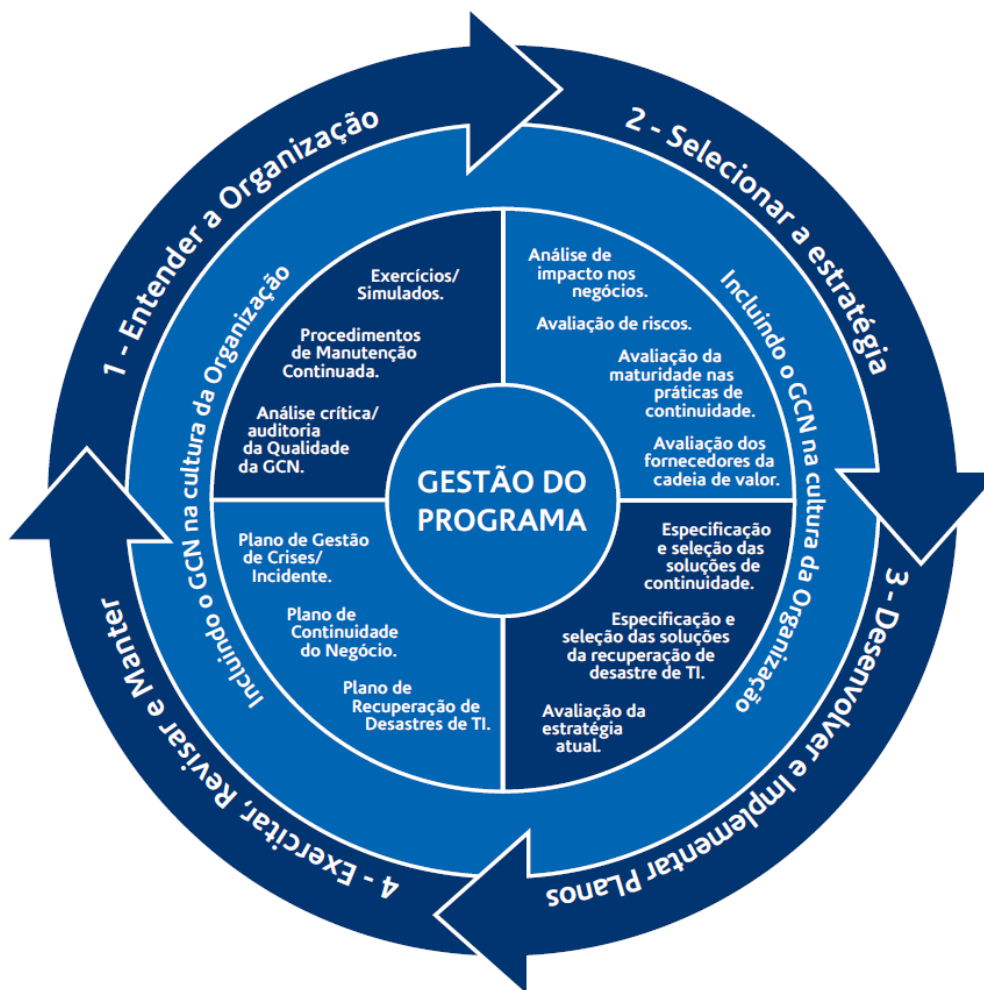 1 - Entender a Organização
2 - Selecionar a estratégia
3 - Desenvolver e Implementar PLanos
4 - Exercitar, Revisar e Manter
Incluindo o GCN na cultura da Organização
Incluindo o GCN na cultura da Organização
Exercícios/
Simulados.
Procedimentos
de Manutenção
Continuada.
Análise crítica/
auditoria
da Qualidade
da GCN.
Análise de
impacto nos
negócios.
Avaliação de riscos.
Avaliação da
maturidade nas
práticas de
continuidade.
Avaliação dos
fornecedores da
cadeia de valor.
GESTÃO DO
PROGRAMA
Plano de Gestão
de Crises/
Incidente.
Plano de
Continuidade
do Negócio.
Plano de
Recuperação de
Desastres de TI.
Especificação
e seleção das
soluções de
continuidade.
Especificação e
seleção das soluções
da recuperação de
desastre de TI.
Avaliação da
estratégia
atual.